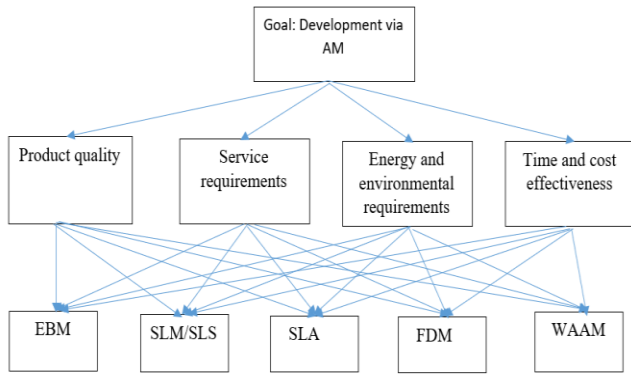 Goal: Development via
AM
Product quality
Service
requirements
Energy and
environmental
requirements
Time and cost
effectiveness
EBM
SLM/SLS
SLA
FDM
WAAM